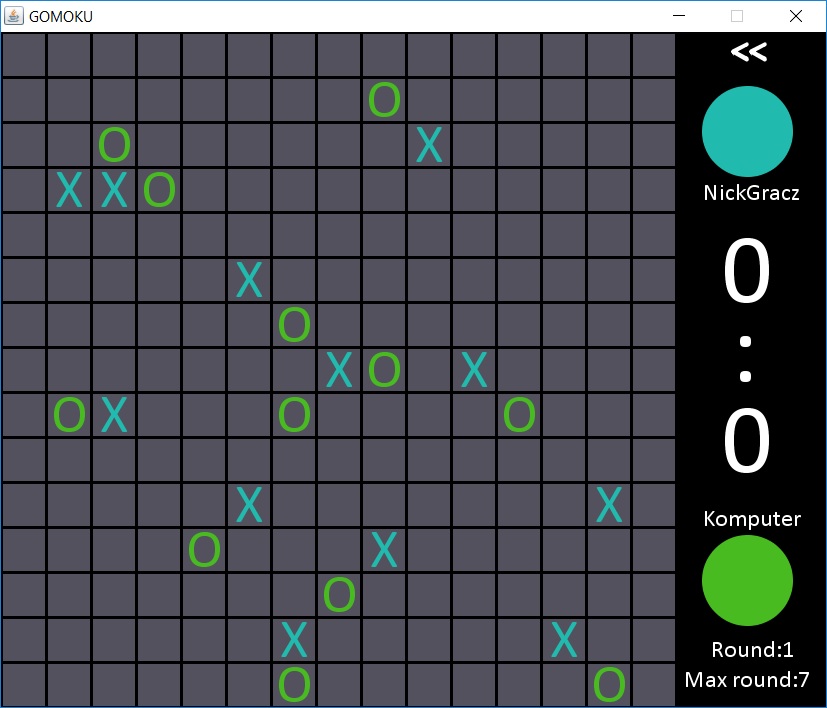 GOMOKU
<<
O
O X
X X O
X
O
X O X
O X O O
X X
O X
O
X X
O O
NickGracz
0
:
0
Komputer
Round:1
Max round:7